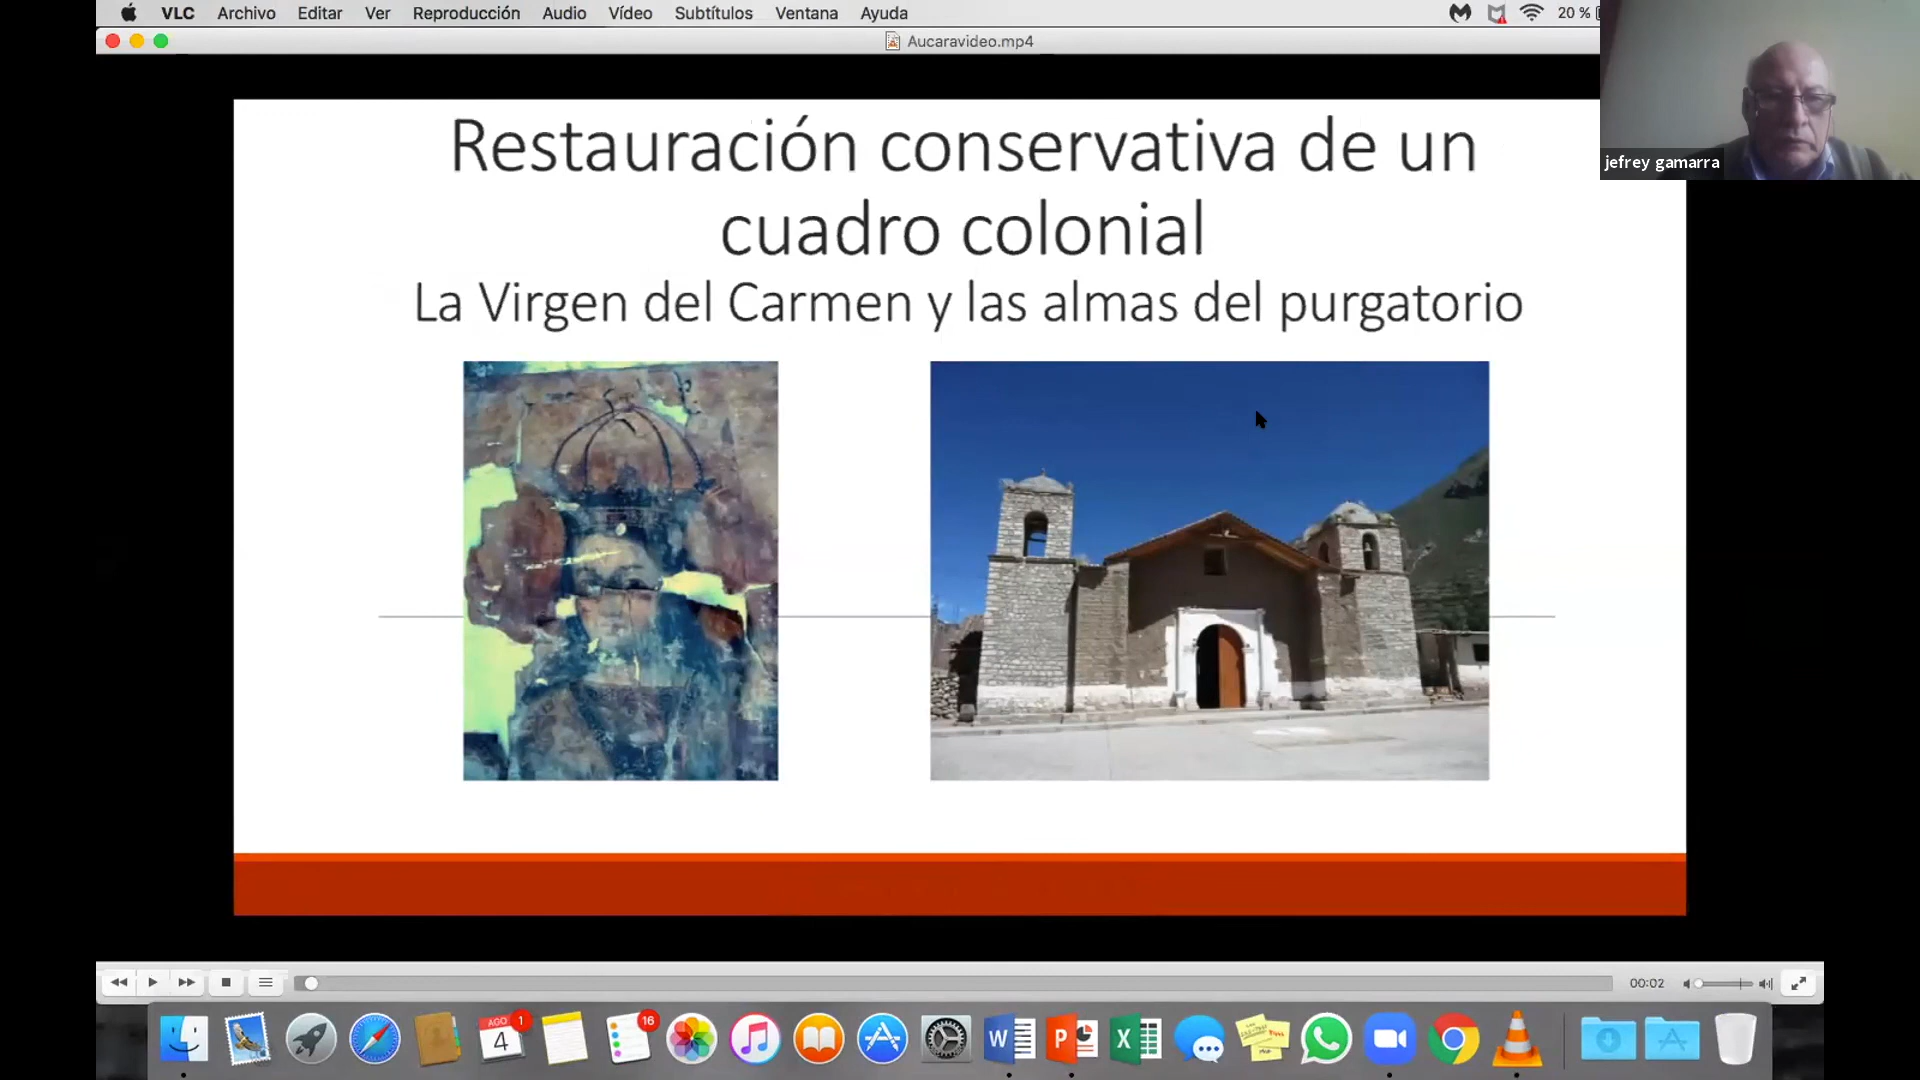 VLC Archivo Editar Ver Reproducción Audio Vídeo Subtítulos Ventana Ayuda 20 %
Aucaravideo.mp4
jefrey gamarra
Restauración conservativa de un
cuadro colonial
La Virgen del Carmen y las almas del purgatorio
00:02
AGO
4
1
16
W
P
X